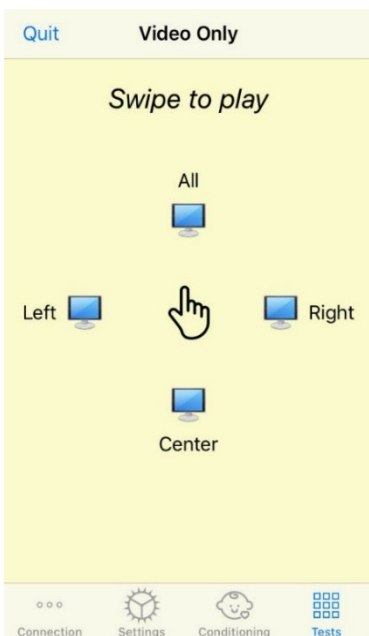 Quit Video Only
Swipe to play
All
Left Right
Center
Connection Settings Conditioning Tests